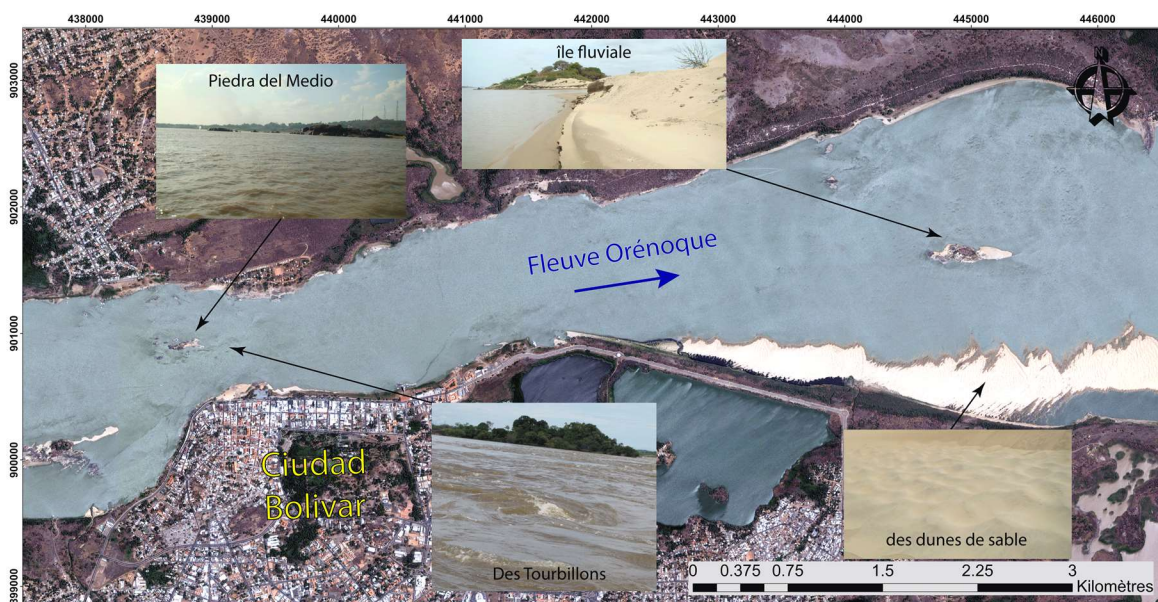 438000 439000 440000 441000 442000 443000 444000 445000 446000
903000
902000
901000
900000
899000
Piedra del Medio
île fluviale
Fleuve Orénoque
Ciudad
Bolivar
Des Tourbillons
des dunes de sable
0 0.375 0.75 1.5 2.25 3
Kilomètres
N